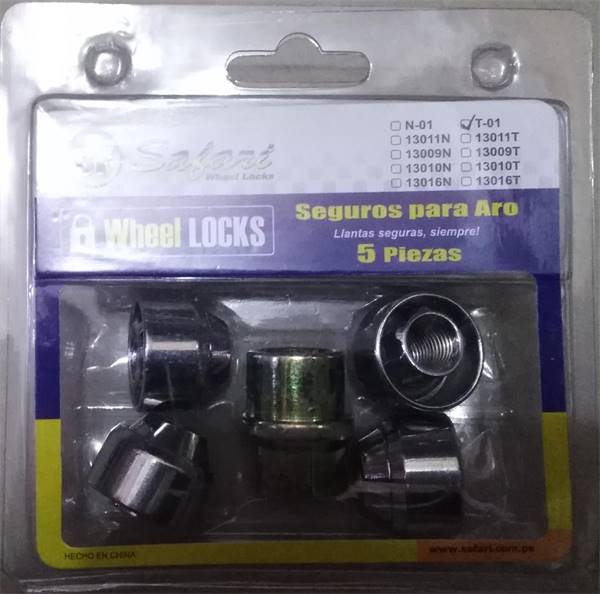 ☐ N-01 ☑ T-01
☐ 13011N ☐ 13011T
☐ 13009N ☐ 13009T
☐ 13010N ☐ 13010T
☐ 13016N ☐ 13016T
Safari
Wheel Locks
Wheel LOCKS
Seguros para Aro
Llantas seguras, siempre!
5 Piezas
HECHO EN CHINA
www.safari.com.pe